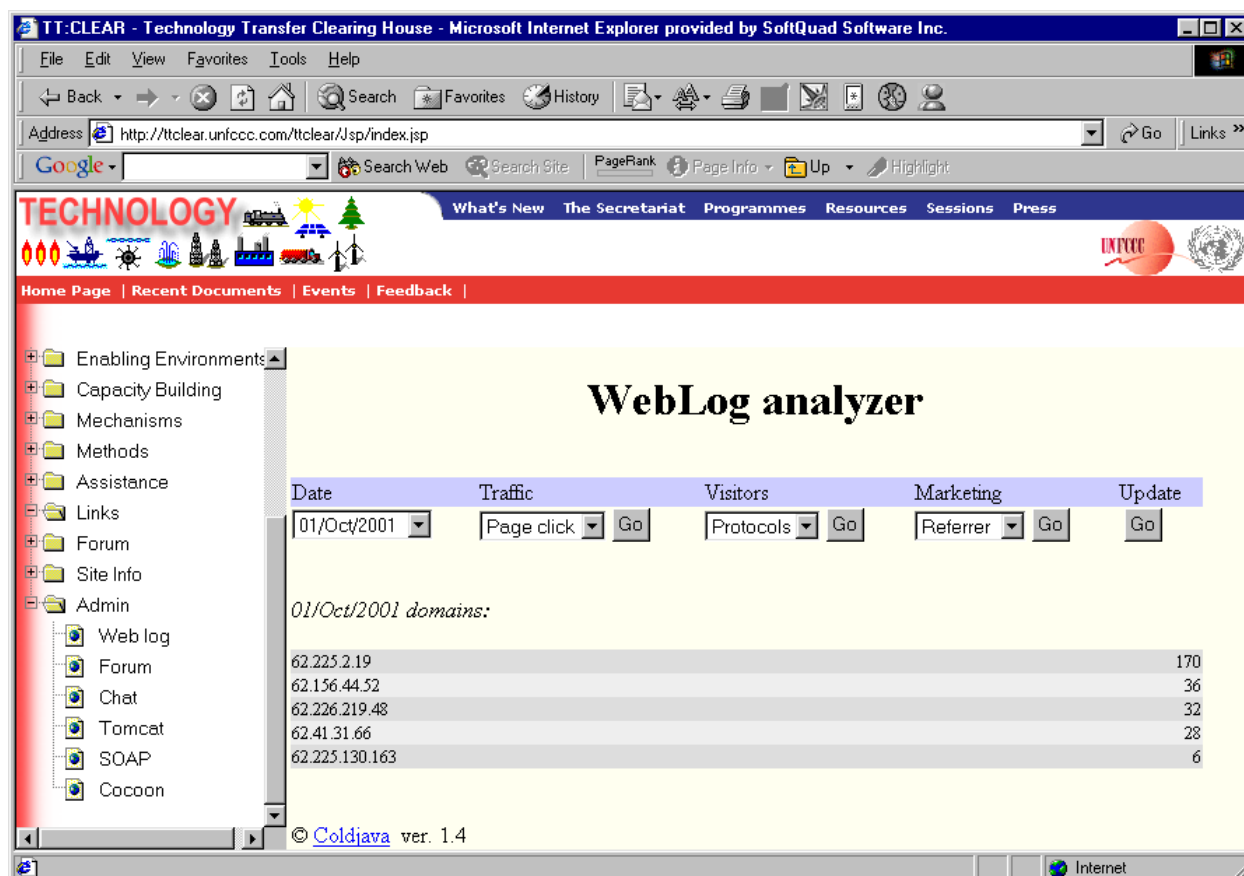 TT:CLEAR - Technology Transfer Clearing House - Microsoft Internet Explorer provided by SoftQuad Software Inc.
File Edit View Favorites Tools Help
Back Search Favorites History
Address http://ttclear.unfccc.com/ttclear/Jsp/index.jsp Go Links »
Google Search Web Search Site PageRank Page Info Up Highlight
TECHNOLOGY What's New The Secretariat Programmes Resources Sessions Press
UNFCCC
Home Page | Recent Documents | Events | Feedback |
Enabling Environments
Capacity Building
Mechanisms
Methods
Assistance
Links
Forum
Site Info
Admin
Web log
Forum
Chat
Tomcat
SOAP
Cocoon
WebLog analyzer
Date Traffic Visitors Marketing Update
01/Oct/2001 Page click Go Protocols Go Referrer Go Go
01/Oct/2001 domains:
62.225.2.19 170
62.156.44.52 36
62.226.219.48 32
62.41.31.66 28
62.225.130.163 6
© Coldjava ver. 1.4
Internet